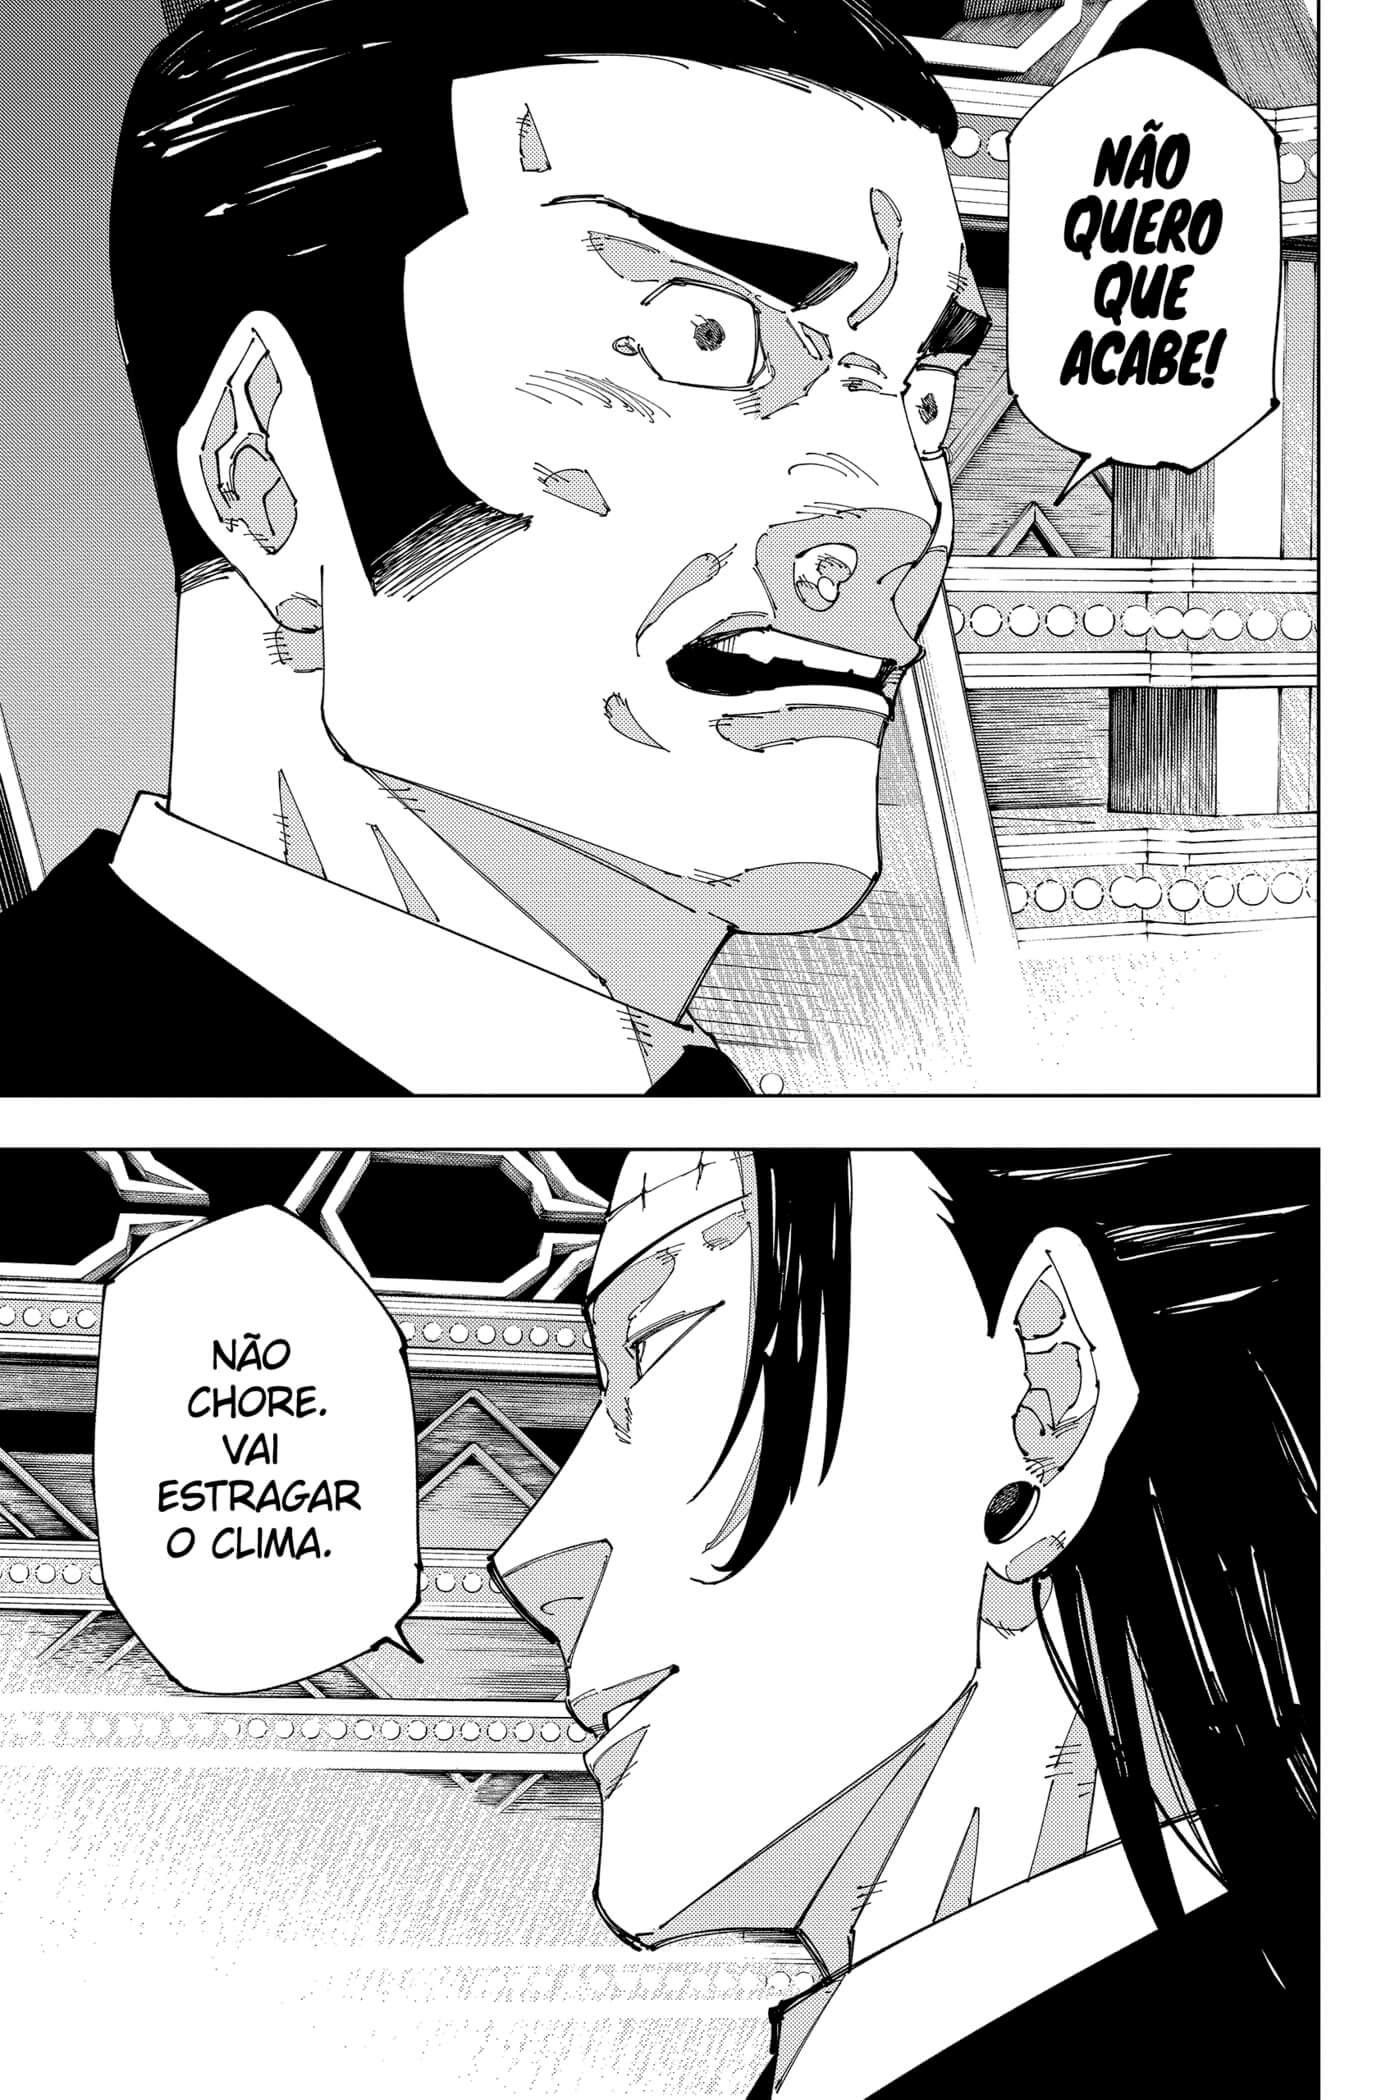 NÃO
QUERO
QUE
ACABE!
NÃO
CHORE.
VAI
ESTRAGAR
O CLIMA.